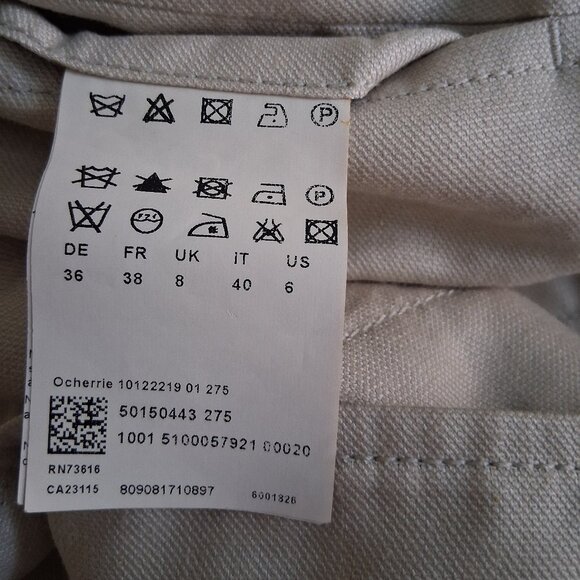 P
P
DE FR UK IT US
36 38 8 40 6
Ocherrie 10122219 01 275
50150443 275
1001 5100057921 00020
RN73616
CA23115 809081710897 6001826